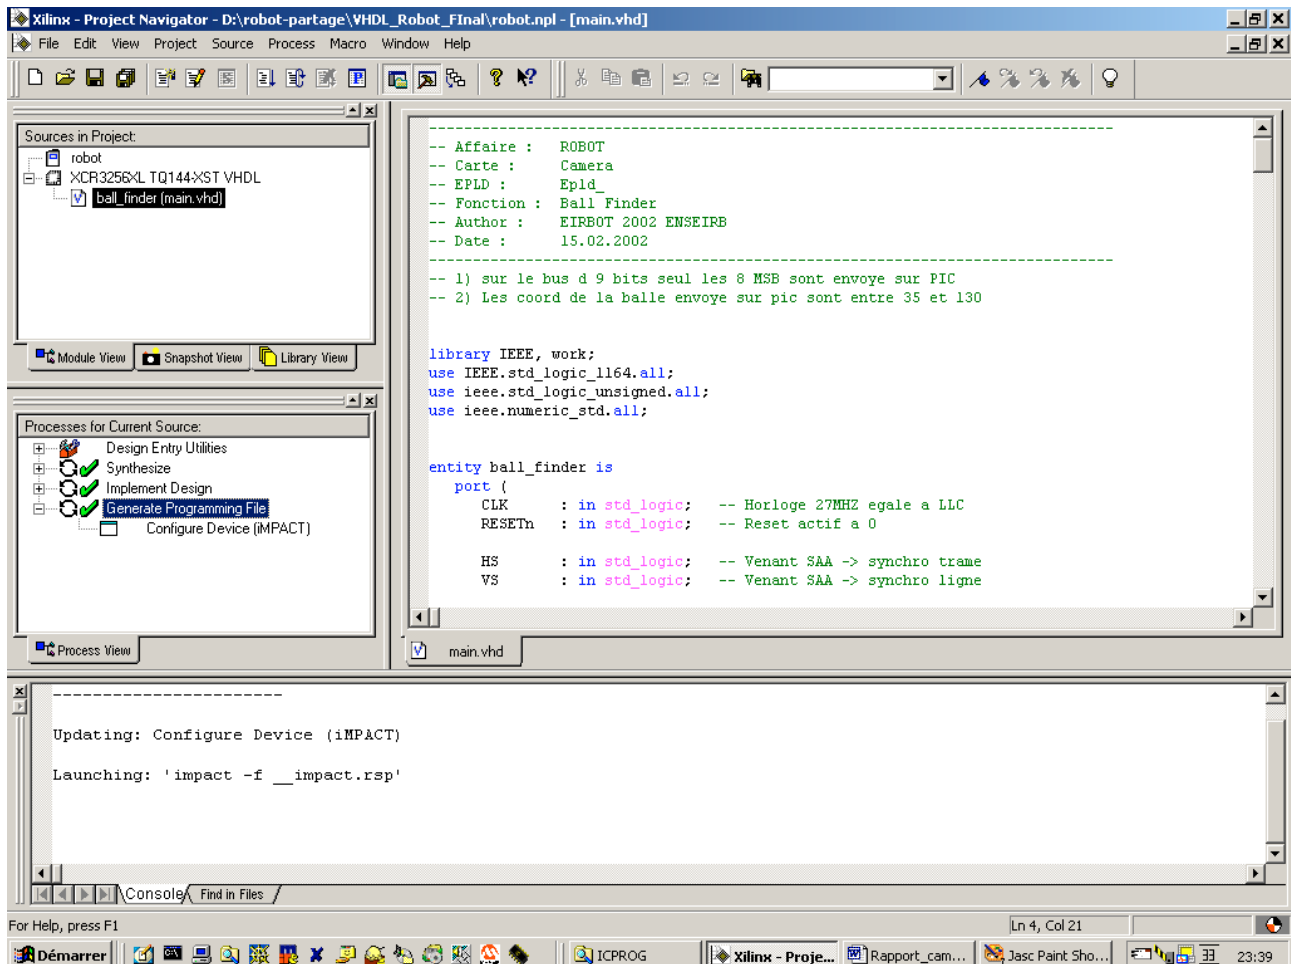 Xilinx - Project Navigator - D:\robot-partage\VHDL_Robot_FInal\robot.npl - [main.vhd]
File Edit View Project Source Process Macro Window Help
Sources in Project:
robot
XCR3256XL TQ144-XST VHDL
ball_finder (main.vhd)
Module View Snapshot View Library View
Processes for Current Source:
Design Entry Utilities
Synthesize
Implement Design
Generate Programming File
Configure Device (iMPACT)
Process View
--------------------------------------------------------------------------------
-- Affaire : ROBOT
-- Carte : Camera
-- EPLD : Epld_
-- Fonction : Ball Finder
-- Author : EIRBOT 2002 ENSEIRB
-- Date : 15.02.2002
--------------------------------------------------------------------------------
-- 1) sur le bus d 9 bits seul les 8 MSB sont envoye sur PIC
-- 2) Les coord de la balle envoye sur pic sont entre 35 et 130
library IEEE, work;
use IEEE.std_logic_1164.all;
use ieee.std_logic_unsigned.all;
use ieee.numeric_std.all;
entity ball_finder is
port (
CLK : in std_logic; -- Horloge 27MHZ egale a LLC
RESETn : in std_logic; -- Reset actif a 0
HS : in std_logic; -- Venant SAA -> synchro trame
VS : in std_logic; -- Venant SAA -> synchro ligne
main.vhd
-----------------------
Updating: Configure Device (iMPACT)
Launching: 'impact -f __impact.rsp'
Console Find in Files
For Help, press F1
Ln 4, Col 21
Démarrer ICPROG Xilinx - Proje... Rapport_cam... Jasc Paint Sho... 33 23:39